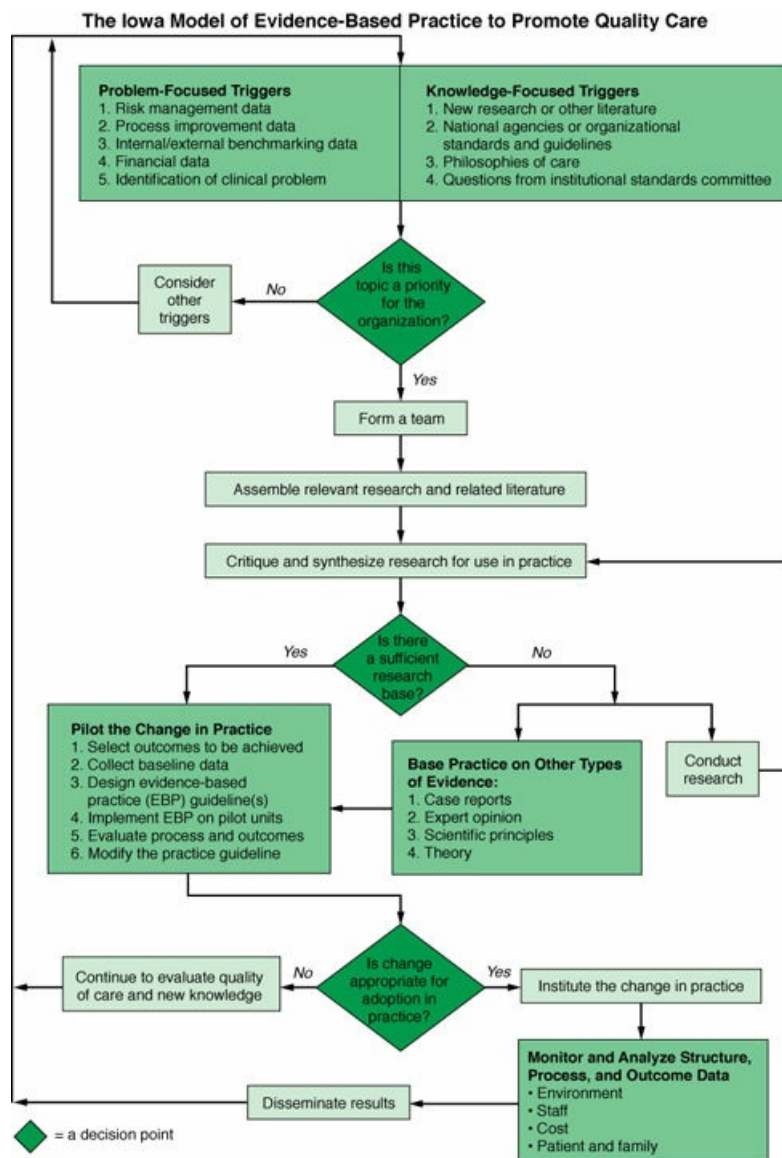 The Iowa Model of Evidence-Based Practice to Promote Quality Care
Problem-Focused Triggers
1. Risk management data
2. Process improvement data
3. Internal/external benchmarking data
4. Financial data
5. Identification of clinical problem
Knowledge-Focused Triggers
1. New research or other literature
2. National agencies or organizational
standards and guidelines
3. Philosophies of care
4. Questions from institutional standards committee
Is this
topic a priority
for the
organization?
No
Consider
other
triggers
Yes
Form a team
Assemble relevant research and related literature
Critique and synthesize research for use in practice
Is there
a sufficient
research
base?
Yes
No
Pilot the Change in Practice
1. Select outcomes to be achieved
2. Collect baseline data
3. Design evidence-based
practice (EBP) guideline(s)
4. Implement EBP on pilot units
5. Evaluate process and outcomes
6. Modify the practice guideline
Base Practice on Other Types
of Evidence:
1. Case reports
2. Expert opinion
3. Scientific principles
4. Theory
Conduct
research
Is change
appropriate for
adoption in
practice?
No
Continue to evaluate quality
of care and new knowledge
Yes
Institute the change in practice
Monitor and Analyze Structure,
Process, and Outcome Data
• Environment
• Staff
• Cost
• Patient and family
Disseminate results
= a decision point